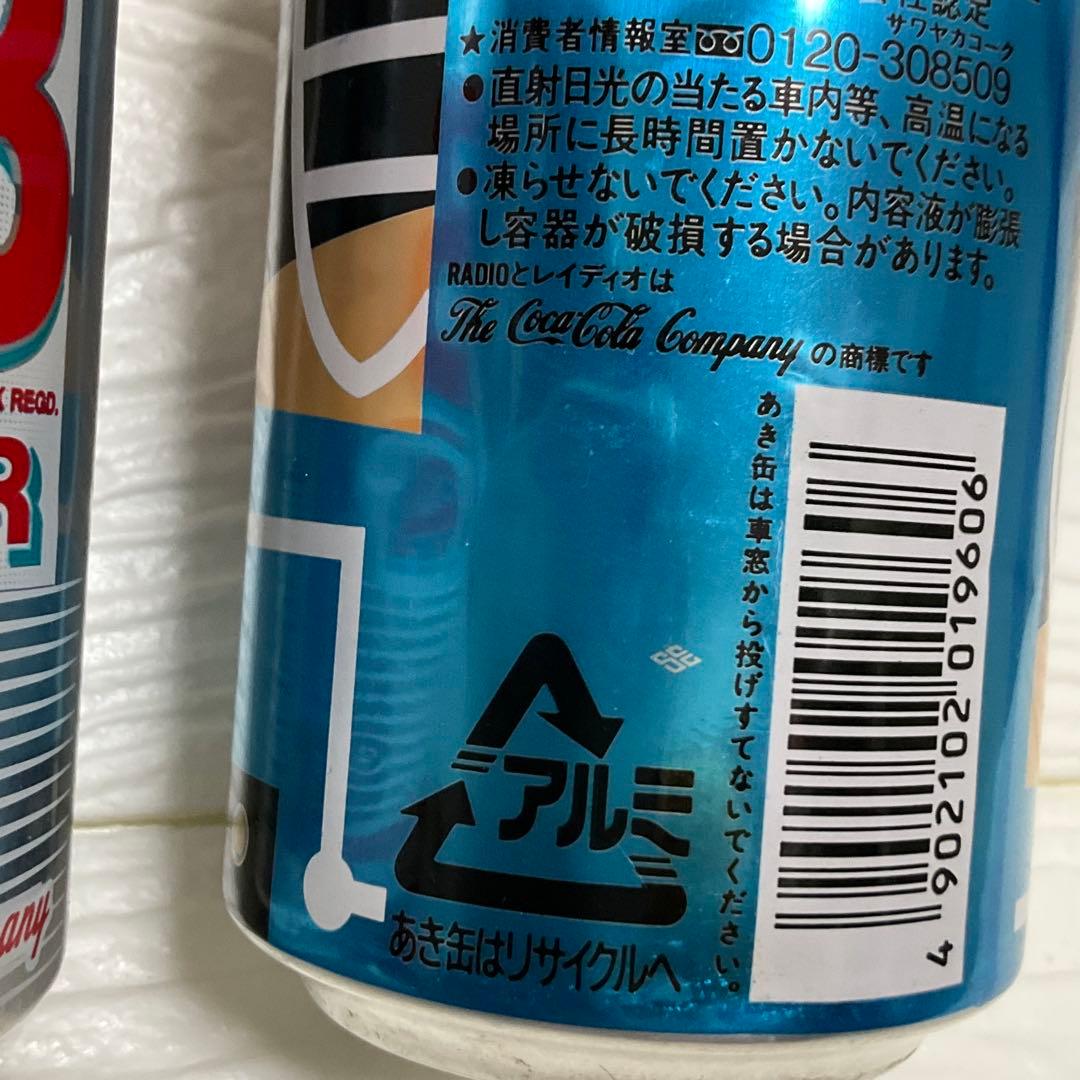 K REGD.
R
any
認定
サワヤカコーク
★消費者情報室 0120-308509
●直射日光の当たる車内等、高温になる
場所に長時間置かないでください。
●凍らせないでください。内容液が膨張
し容器が破損する場合があります。
RADIOとレイディオは
The Coca-Cola Company の商標です
あき缶は車窓から投げすてないでください。
アルミ
あき缶はリサイクルへ
4 902102 019606